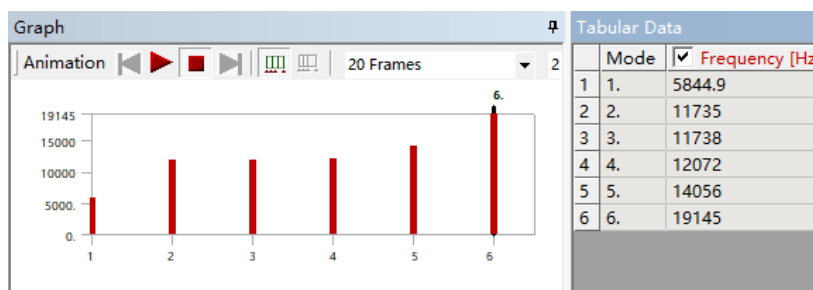 Graph
Animation 20 Frames 2
6.
19145
15000
10000
5000.
0.
1 2 3 4 5 6
Tabular Data
Mode Frequency [Hz
1 1. 5844.9
2 2. 11735
3 3. 11738
4 4. 12072
5 5. 14056
6 6. 19145